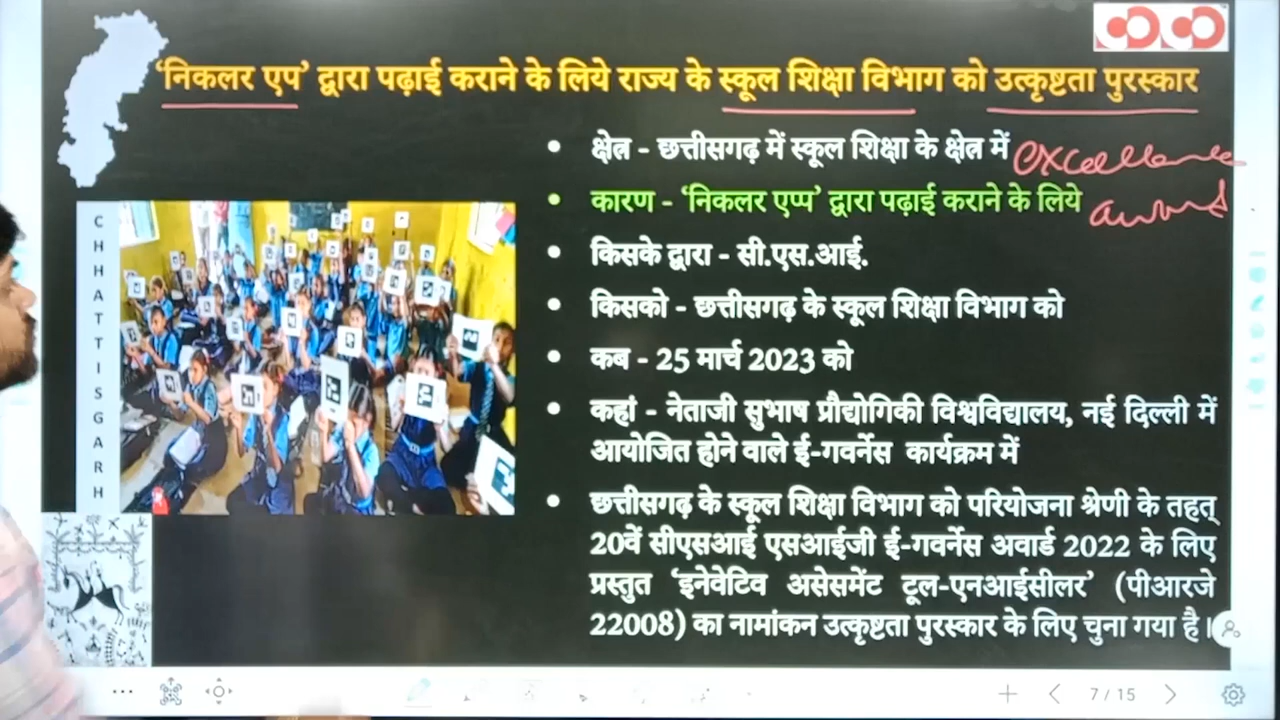 ‘निकलर एप’ द्वारा पढ़ाई कराने के लिये राज्य के स्कूल शिक्षा विभाग को उत्कृष्टता पुरस्कार
• क्षेत्र - छत्तीसगढ़ में स्कूल शिक्षा के क्षेत्र में excellence
• कारण - ‘निकलर एप्प’ द्वारा पढ़ाई कराने के लिये award
• किसके द्वारा - सी.एस.आई.
• किसको - छत्तीसगढ़ के स्कूल शिक्षा विभाग को
• कब - 25 मार्च 2023 को
• कहां - नेताजी सुभाष प्रौद्योगिकी विश्वविद्यालय, नई दिल्ली में
आयोजित होने वाले ई-गवर्नेस कार्यक्रम में
• छत्तीसगढ़ के स्कूल शिक्षा विभाग को परियोजना श्रेणी के तहत्
20वें सीएसआई एसआईजी ई-गवर्नेस अवार्ड 2022 के लिए
प्रस्तुत ‘इनेवेटिव असेसमेंट टूल-एनआईसीलर’ (पीआरजे
22008) का नामांकन उत्कृष्टता पुरस्कार के लिए चुना गया है।
CHHATTISGARH
7 / 15